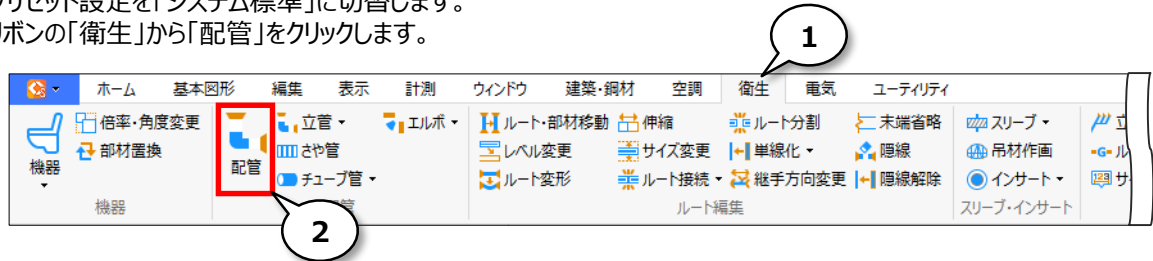 プリセット設定を「システム標準」に切替します。
リボンの「衛生」から「配管」をクリックします。
1
ホーム 基本図形 編集 表示 計測 ウィンドウ 建築・鋼材 空調 衛生 電気 ユーティリティ
倍率・角度変更 立管 エルボ ルート・部材移動 伸縮 ルート分割 末端省略 スリーブ
機器 部材置換 配管 さや管 レベル変更 サイズ変更 単線化 隠線 吊材作画 -G-
チューブ管 ルート変形 ルート接続 継手方向変更 隠線解除 インサート 123
機器 ルート編集 スリーブ・インサート
2